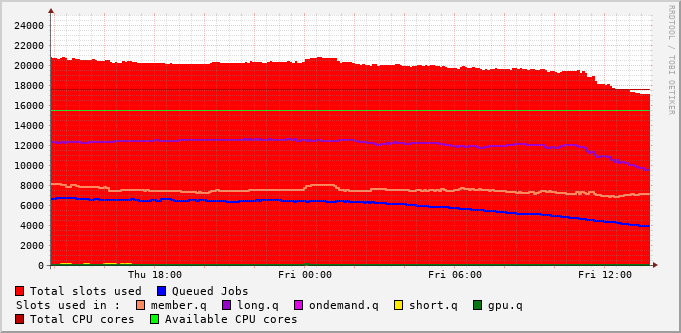 RRDTOOL / TOBI OETIKER
24000
22000
20000
18000
16000
14000
12000
10000
8000
6000
4000
2000
0
Thu 18:00 Fri 00:00 Fri 06:00 Fri 12:00
Total slots used Queued Jobs
Slots used in : member.q long.q ondemand.q short.q gpu.q
Total CPU cores Available CPU cores